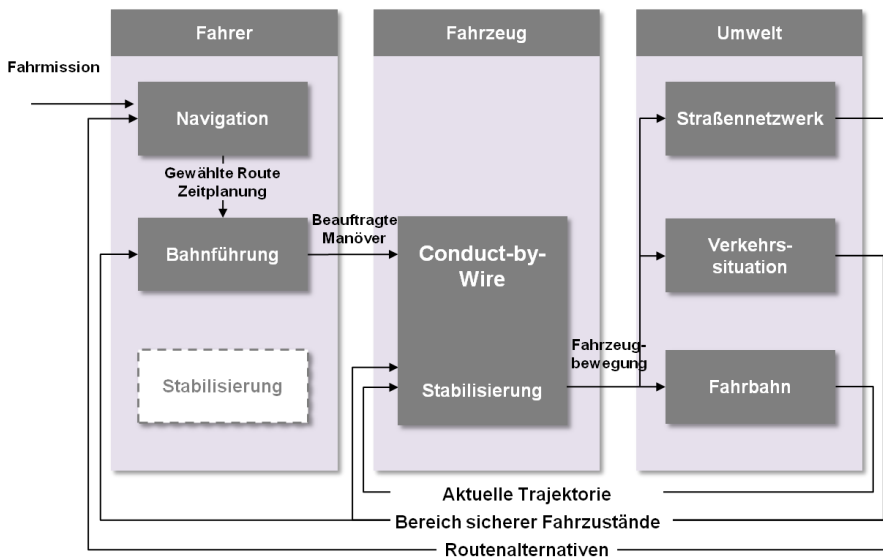 Fahrer
Fahrzeug
Umwelt
Fahrmission
Navigation
Straßennetzwerk
Gewählte Route
Zeitplanung
Beauftragte
Manöver
Bahnführung
Conduct-by-
Wire
Verkehrs-
situation
Fahrzeug-
bewegung
Stabilisierung
Stabilisierung
Fahrbahn
Aktuelle Trajektorie
Bereich sicherer Fahrzustände
Routenalternativen